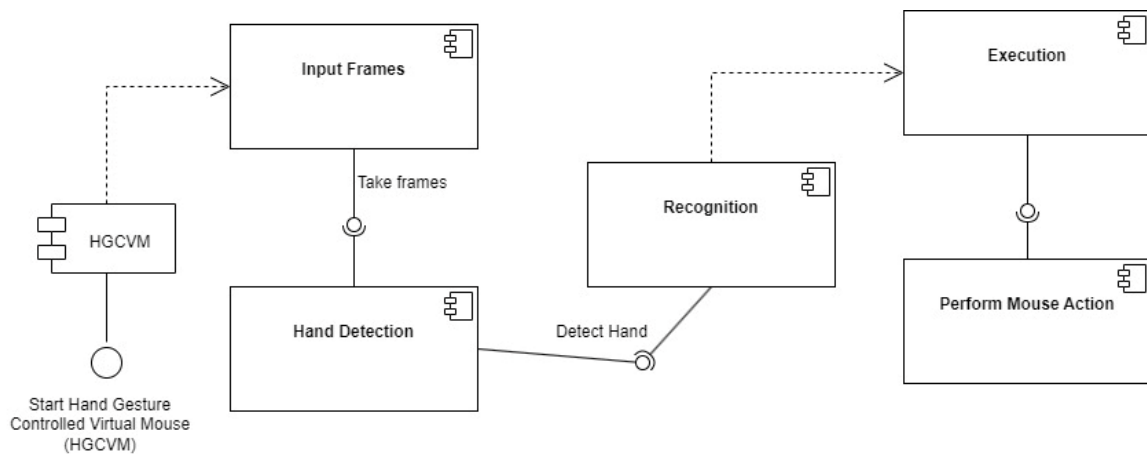 Input Frames
Execution
Take frames
Recognition
HGCVM
Perform Mouse Action
Hand Detection
Detect Hand
Start Hand Gesture
Controlled Virtual Mouse
(HGCVM)